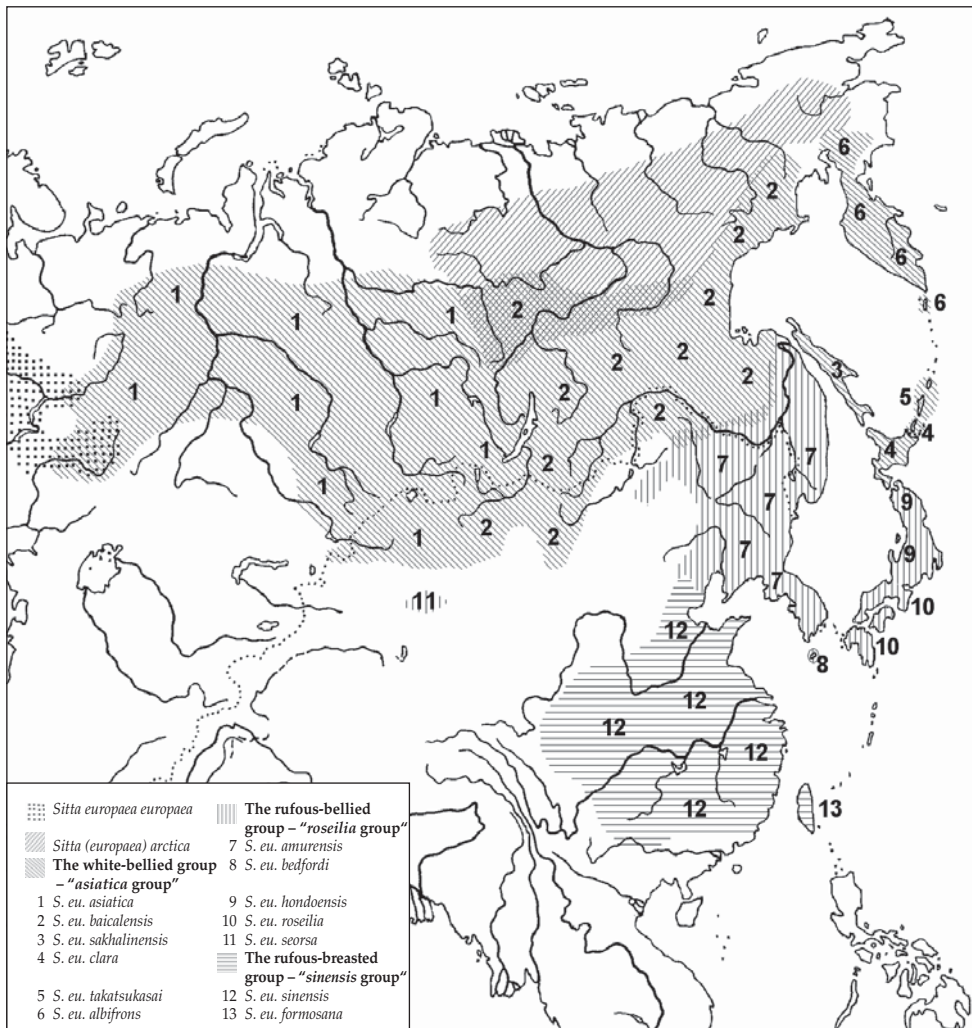 6
2
6
2
6
1
2
6
2
1
1
2
2
1
2
2
3
1
2
1
5
2
4
1
4
2
7
7
1
9
7
2
1
2
7
9
7
11
10
12
10
8
12
12
12
12
13
Sitta europaea europaea
Sitta (europaea) arctica
The white-bellied group
– “asiatica group“
1 S. eu. asiatica
2 S. eu. baicalensis
3 S. eu. sakhalinensis
4 S. eu. clara
5 S. eu. takatsukasai
6 S. eu. albifrons
The rufous-bellied
group – “roseilia group“
7 S. eu. amurensis
8 S. eu. bedfordi
9 S. eu. hondoensis
10 S. eu. roseilia
11 S. eu. seorsa
The rufous-breasted
group – “sinensis group“
12 S. eu. sinensis
13 S. eu. formosana